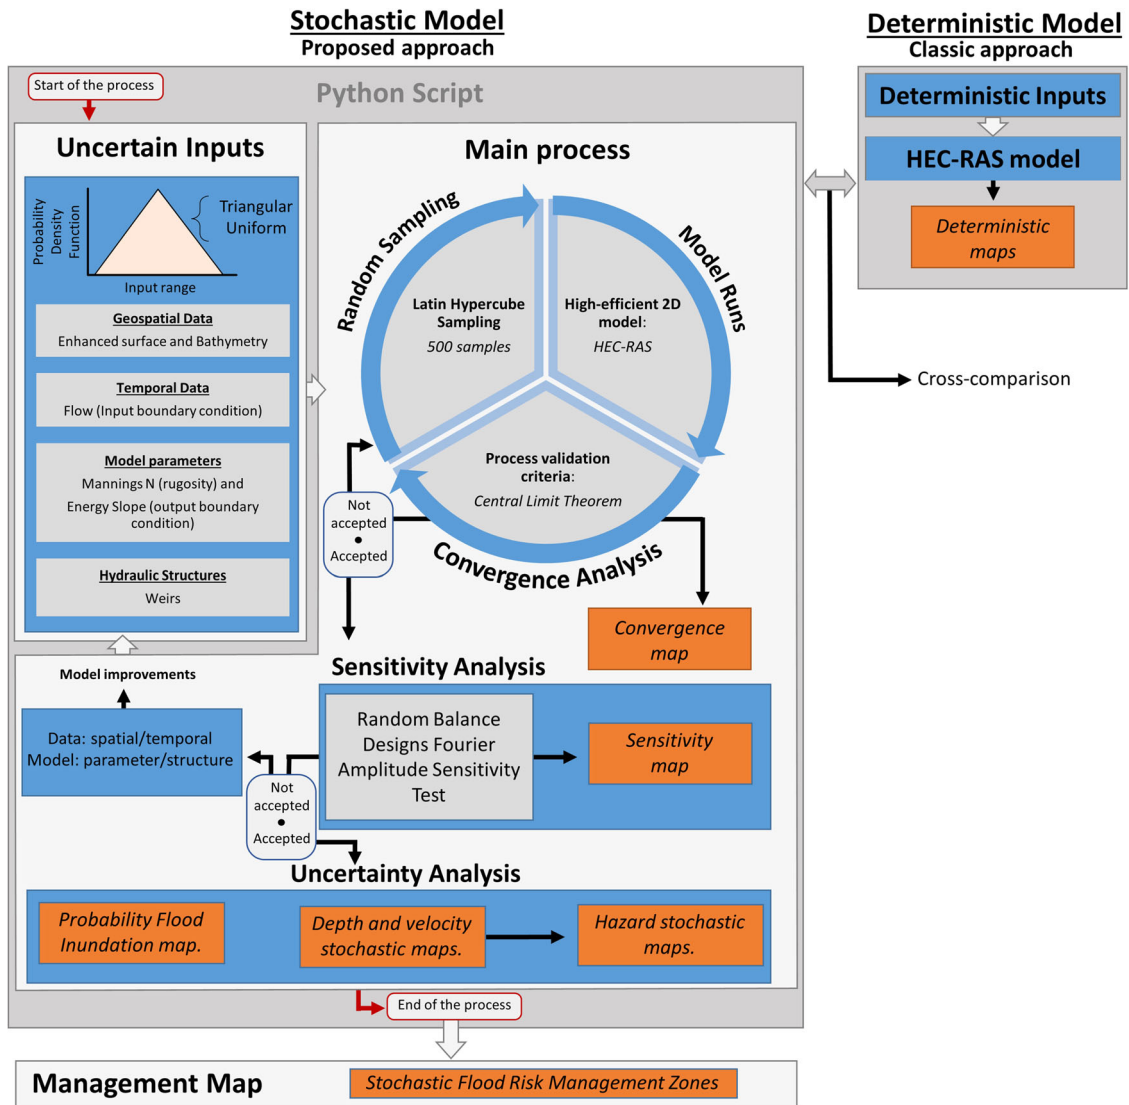 Stochastic Model
Proposed approach
Deterministic Model
Classic approach
Start of the process
Python Script
Uncertain Inputs
Probability
Density
Function
Triangular
Uniform
Input range
Geospatial Data
Enhanced surface and Bathymetry
Temporal Data
Flow (Input boundary condition)
Model parameters
Mannings N (rugosity) and
Energy Slope (output boundary
condition)
Hydraulic Structures
Weirs
Main process
Random Sampling
Model Runs
Latin Hypercube
Sampling
500 samples
High-efficient 2D
model:
HEC-RAS
Process validation
criteria:
Central Limit Theorem
Convergence Analysis
Not
accepted
•
Accepted
Convergence
map
Deterministic Inputs
HEC-RAS model
Deterministic
maps
Cross-comparison
Sensitivity Analysis
Random Balance
Designs Fourier
Amplitude Sensitivity
Test
Sensitivity
map
Model improvements
Data: spatial/temporal
Model: parameter/structure
Not
accepted
•
Accepted
Uncertainty Analysis
Probability Flood
Inundation map.
Depth and velocity
stochastic maps.
Hazard stochastic
maps.
End of the process
Management Map
Stochastic Flood Risk Management Zones